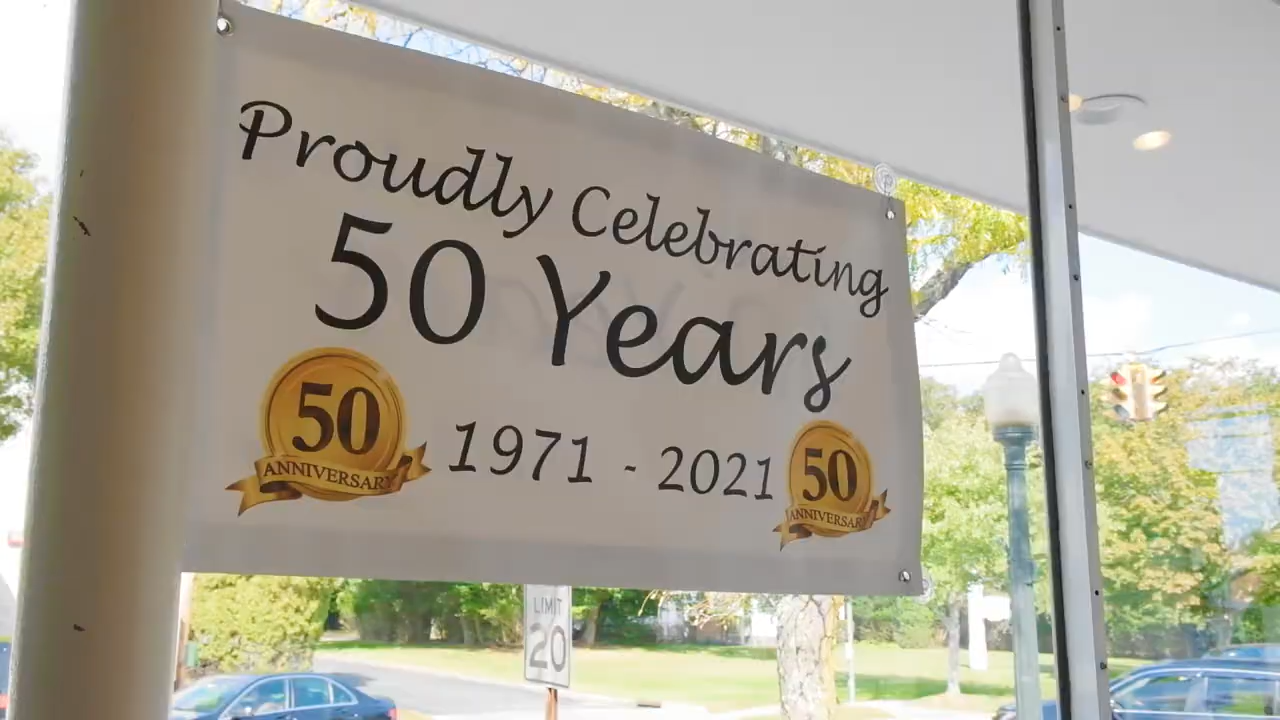 Proudly Celebrating
50 Years
50
ANNIVERSARY
1971 - 2021
50
ANNIVERSARY
LIMIT
20